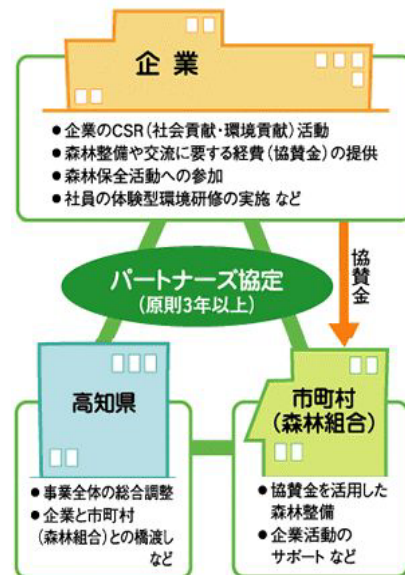 企業
●企業のCSR(社会貢献・環境貢献)活動
●森林整備や交流に要する経費(協賛金)の提供
●森林保全活動への参加
●社員の体験型環境研修の実施 など
パートナーズ協定
(原則3年以上)
協賛金
高知県
●事業全体の総合調整
●企業と市町村
(森林組合)との橋渡し
など
市町村
(森林組合)
●協賛金を活用した
森林整備
●企業活動の
サポート など